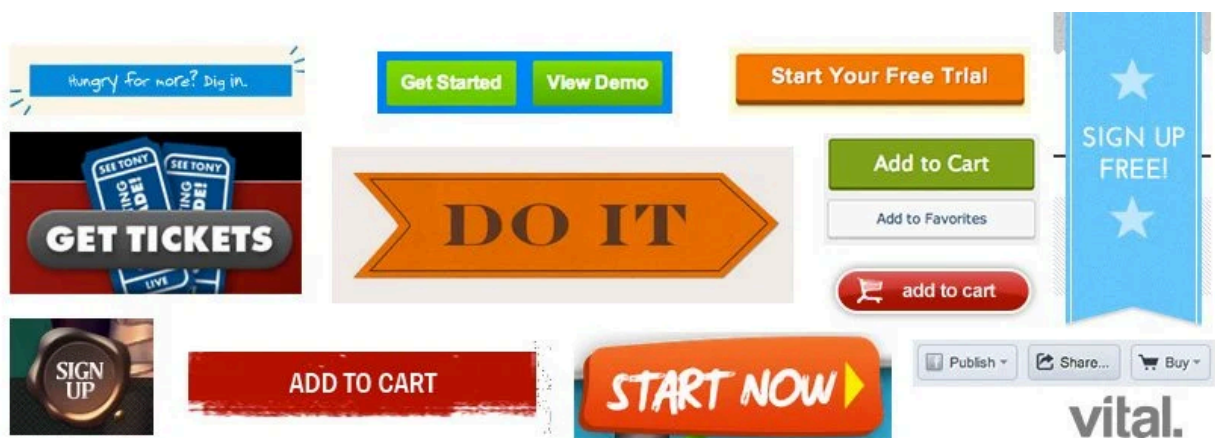 Hungry for more? Dig in.
Get Started
View Demo
Start Your Free Trial
SIGN UP
FREE!
SEE TONY
SEE TONY
GET TICKETS
LIVE
DO IT
Add to Cart
Add to Favorites
add to cart
SIGN
UP
ADD TO CART
START NOW
Publish
Share...
Buy
vital.